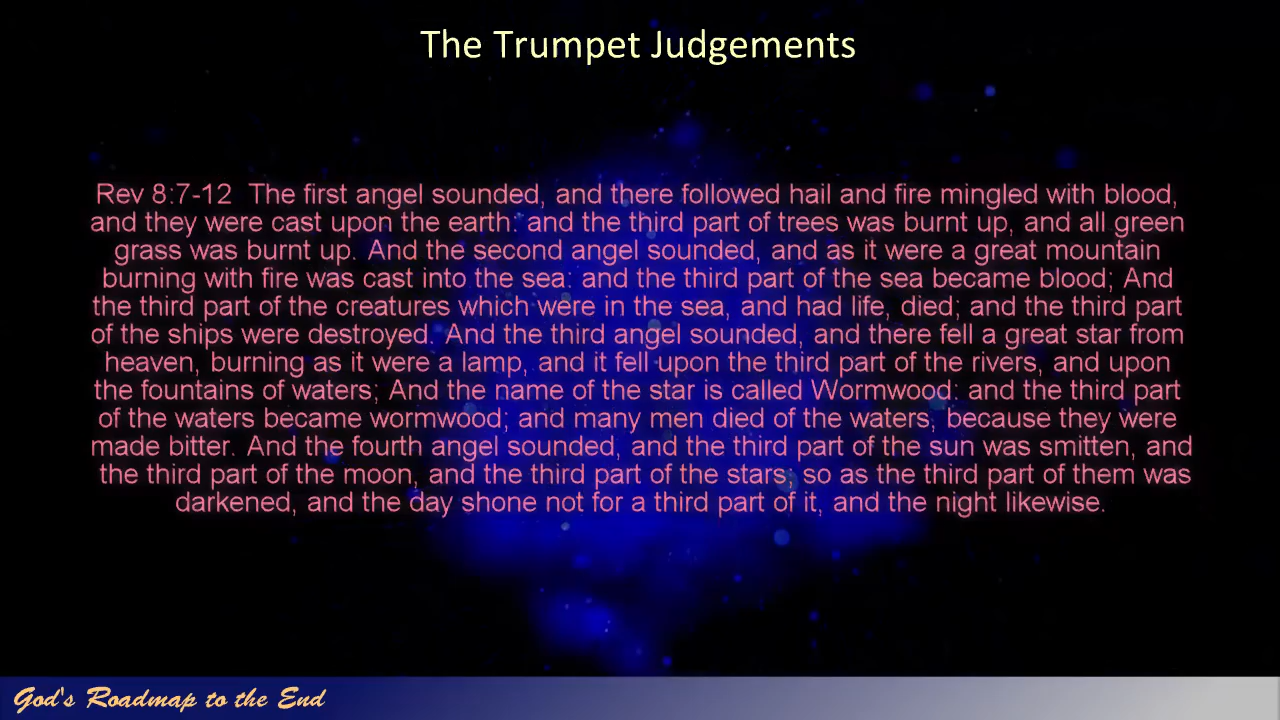 The Trumpet Judgements
Rev 8:7-12  The first angel sounded, and there followed hail and fire mingled with blood,
and they were cast upon the earth: and the third part of trees was burnt up, and all green
grass was burnt up. And the second angel sounded, and as it were a great mountain
burning with fire was cast into the sea: and the third part of the sea became blood; And
the third part of the creatures which were in the sea, and had life, died; and the third part
of the ships were destroyed. And the third angel sounded, and there fell a great star from
heaven, burning as it were a lamp, and it fell upon the third part of the rivers, and upon
the fountains of waters; And the name of the star is called Wormwood: and the third part
of the waters became wormwood; and many men died of the waters, because they were
made bitter. And the fourth angel sounded, and the third part of the sun was smitten, and
the third part of the moon, and the third part of the stars; so as the third part of them was
darkened, and the day shone not for a third part of it, and the night likewise.
God's Roadmap to the End